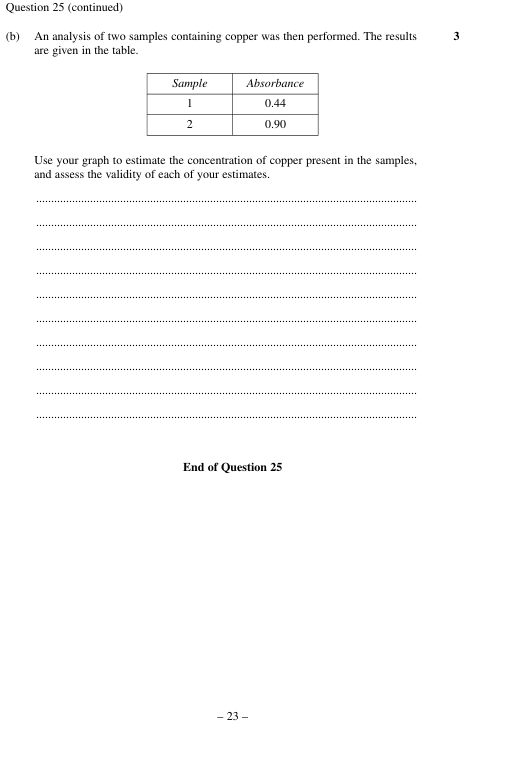 Question 25 (continued)
(b) An analysis of two samples containing copper was then performed. The results 3
are given in the table.
Sample Absorbance
1 0.44
2 0.90
Use your graph to estimate the concentration of copper present in the samples,
and assess the validity of each of your estimates.
End of Question 25
– 23 –